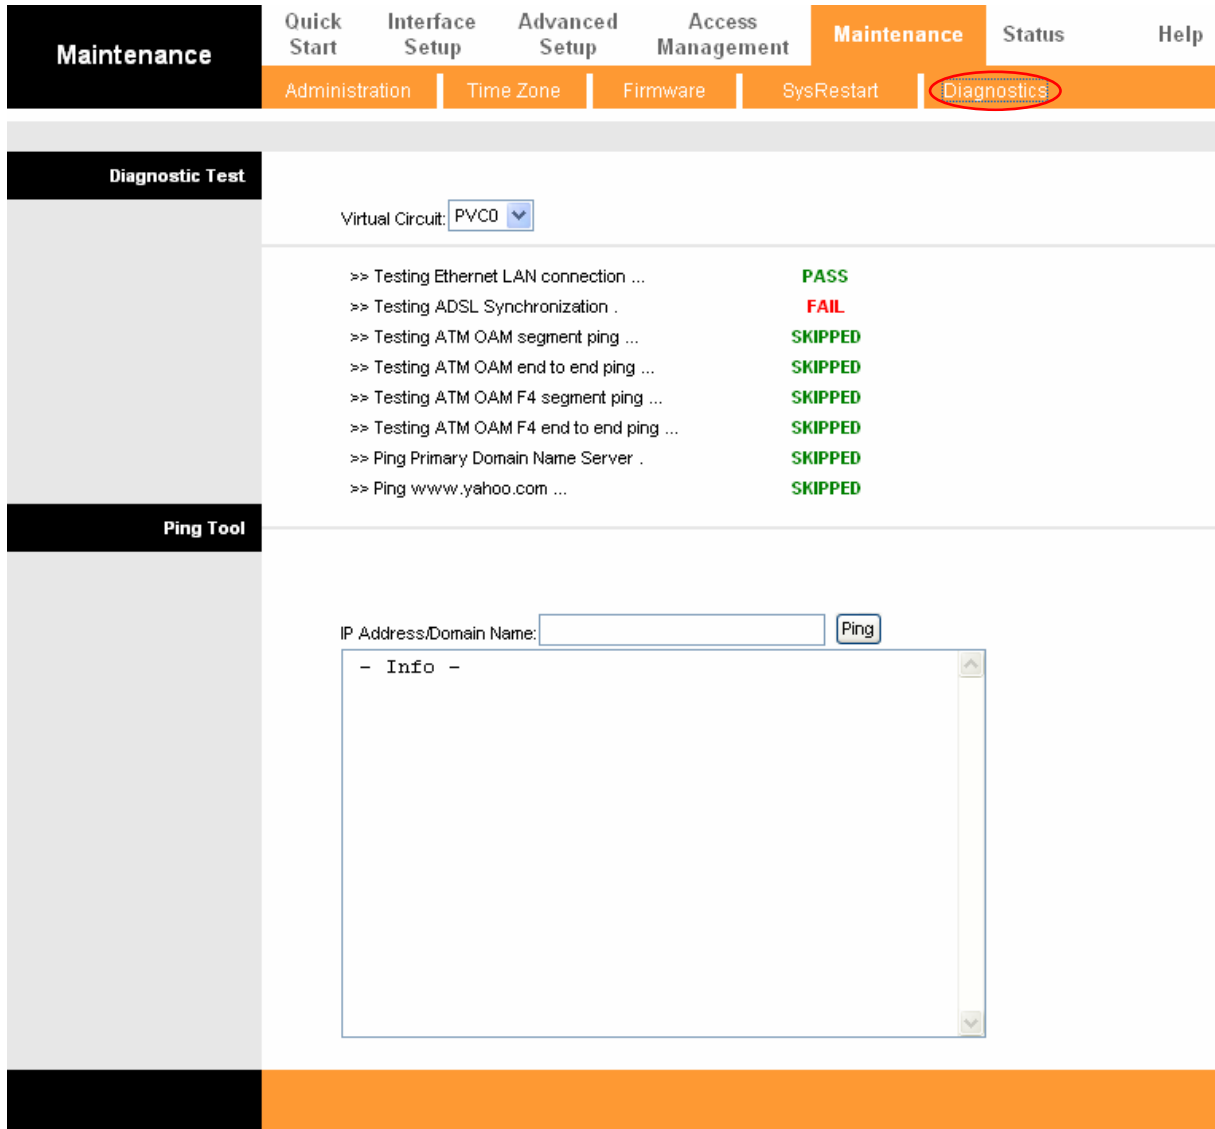 Maintenance
Quick Start
Interface Setup
Advanced Setup
Access Management
Maintenance
Status
Help
Administration
Time Zone
Firmware
SysRestart
Diagnostics
Diagnostic Test
Virtual Circuit: PVC0
>> Testing Ethernet LAN connection ... PASS
>> Testing ADSL Synchronization . FAIL
>> Testing ATM OAM segment ping ... SKIPPED
>> Testing ATM OAM end to end ping ... SKIPPED
>> Testing ATM OAM F4 segment ping ... SKIPPED
>> Testing ATM OAM F4 end to end ping ... SKIPPED
>> Ping Primary Domain Name Server . SKIPPED
>> Ping www.yahoo.com ... SKIPPED
Ping Tool
IP Address/Domain Name: Ping
- Info -